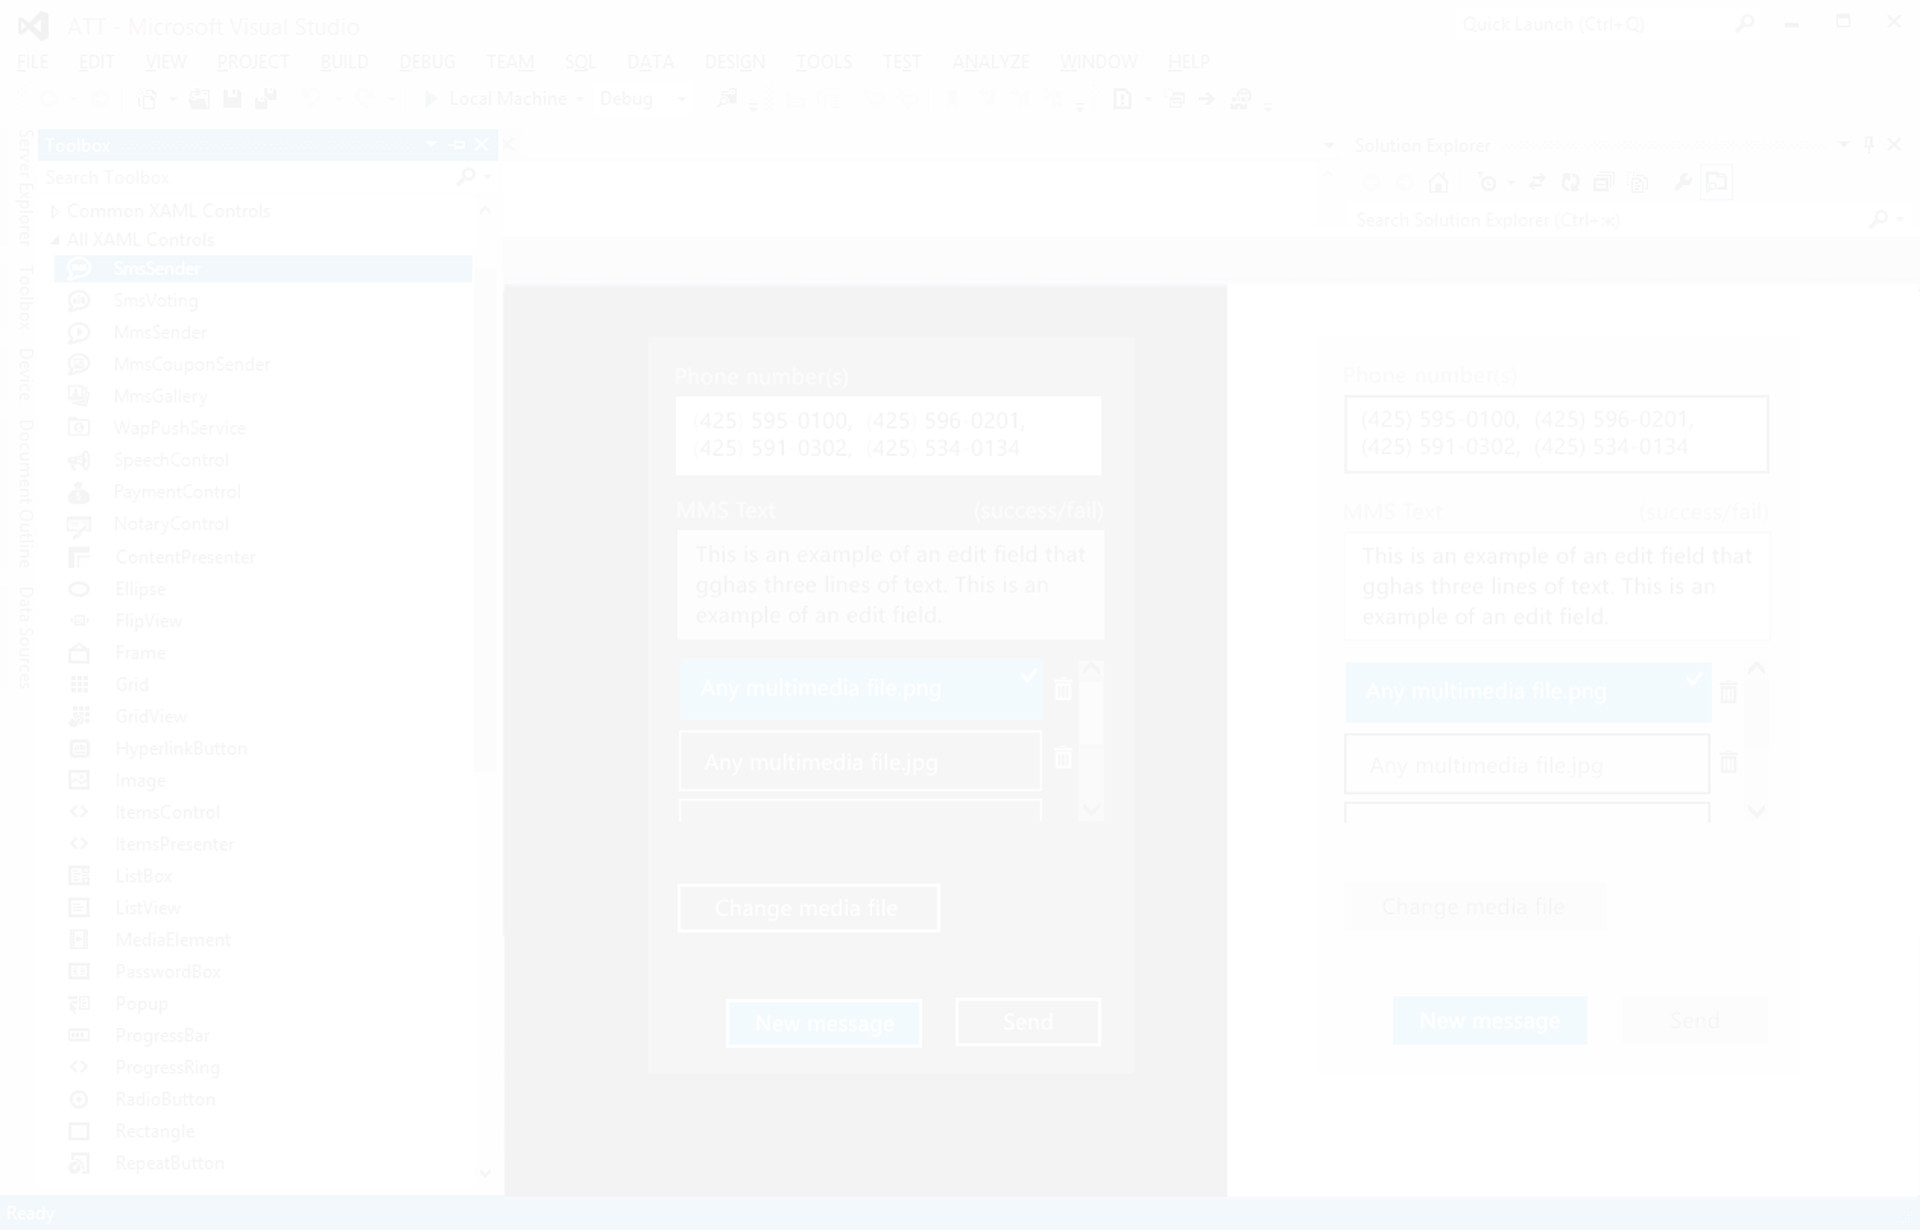 ATT - Microsoft Visual Studio
Quick Launch (Ctrl+Q)
FILE EDIT VIEW PROJECT BUILD DEBUG TEAM SQL DATA DESIGN TOOLS TEST ANALYZE WINDOW HELP
Local Machine Debug
Server Explorer
Toolbox
Device
Document Outline
Data Sources
Toolbox
Search Toolbox
Common XAML Controls
All XAML Controls
SmsSender
SmsVoting
MmsSender
MmsCouponSender
MmsGallery
WapPushService
SpeechControl
PaymentControl
NotaryControl
ContentPresenter
Ellipse
FlipView
Frame
Grid
GridView
HyperlinkButton
Image
ItemsControl
ItemsPresenter
ListBox
ListView
MediaElement
PasswordBox
Popup
ProgressBar
ProgressRing
RadioButton
Rectangle
RepeatButton
Phone number(s)
(425) 595-0100, (425) 596-0201,
(425) 591-0302, (425) 534-0134
MMS Text (success/fail)
This is an example of an edit field that
gghas three lines of text. This is an
example of an edit field.
Any multimedia file.png
Any multimedia file.jpg
Change media file
New message Send
Solution Explorer
Search Solution Explorer (Ctrl+ж)
Phone number(s)
(425) 595-0100, (425) 596-0201,
(425) 591-0302, (425) 534-0134
MMS Text (success/fail)
This is an example of an edit field that
gghas three lines of text. This is an
example of an edit field.
Any multimedia file.png
Any multimedia file.jpg
Change media file
New message Send
Ready